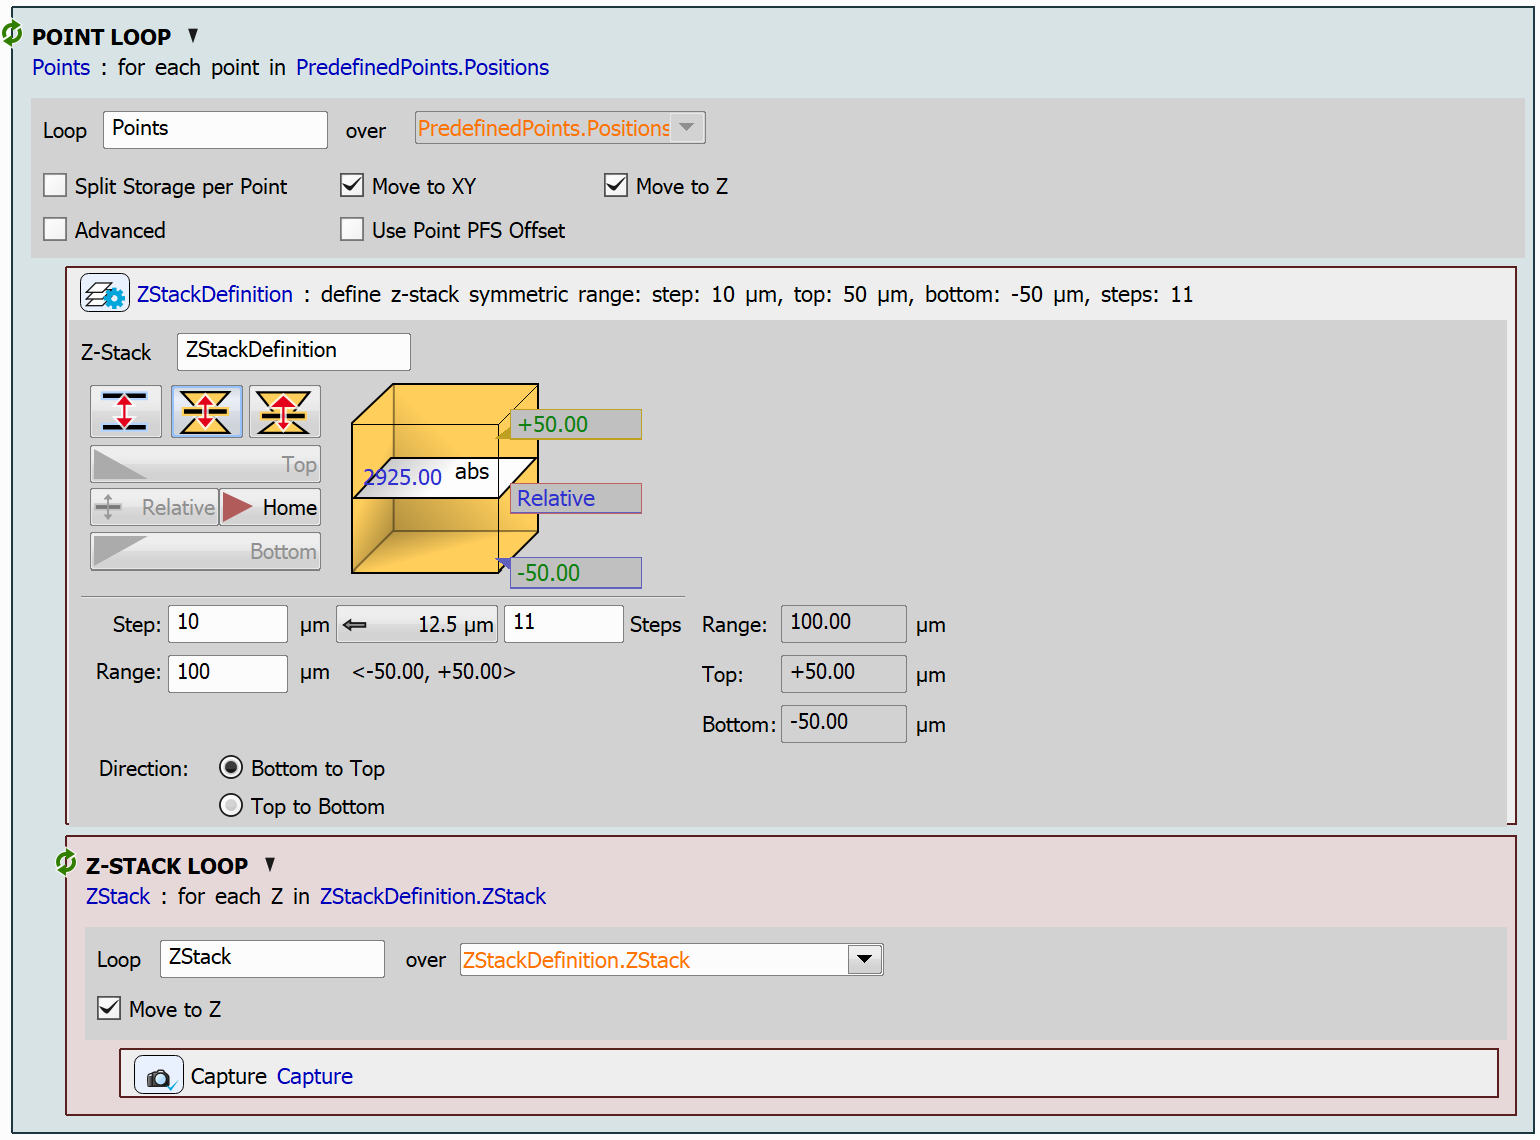 POINT LOOP
Points : for each point in PredefinedPoints.Positions
Loop Points over PredefinedPoints.Positions
Split Storage per Point Move to XY Move to Z
Advanced Use Point PFS Offset
ZStackDefinition : define z-stack symmetric range: step: 10 µm, top: 50 µm, bottom: -50 µm, steps: 11
Z-Stack ZStackDefinition
+50.00
Top
2925.00 abs
Relative
Relative Home
Bottom
-50.00
Step: 10 µm 12.5 µm 11 Steps Range: 100.00 µm
Range: 100 µm <-50.00, +50.00> Top: +50.00 µm
Bottom: -50.00 µm
Direction: Bottom to Top
Top to Bottom
Z-STACK LOOP
ZStack : for each Z in ZStackDefinition.ZStack
Loop ZStack over ZStackDefinition.ZStack
Move to Z
Capture Capture